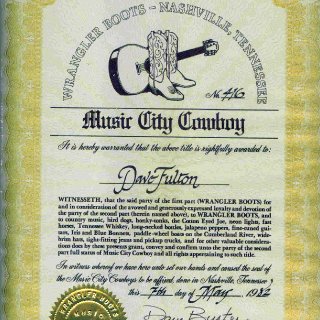 WRANGLER BOOTS - NASHVILLE, TENNESSEE
No. 416
Music City Cowboy
It is hereby warranted that the above title is rightfully awarded to:
Dave Fulton
WITNESSETH, that the said party of the first part (WRANGLER BOOTS) for
and in consideration of the avowed and generously-expressed loyalty and devotion of
the party of the second part (herein named above), to WRANGLER BOOTS, and
to country music, bird dogs, honky-tonks, the Cotton Eyed Joe, neon lights, fast
horses, Tennessee Whiskey, long-necked bottles, jalapeno peppers, fine-tuned gui-
tars, Iris and Blue Bonnets, paddle-wheel boats on the Cumberland River, wide-
brim hats, tight-fitting jeans and pickup trucks, and for other valuable considera-
tions does by these presents grant, convey and confirm unto the party of the second
part full status of Music City Cowboy and all rights appertaining to such title.
In witness whereof we have here unto set our hands and caused the seal of
the Music City Cowboys to be affixed, done in Nashville, Tennessee,
this 7th day of May 1982
WRANGLER BOOTS
MUSIC